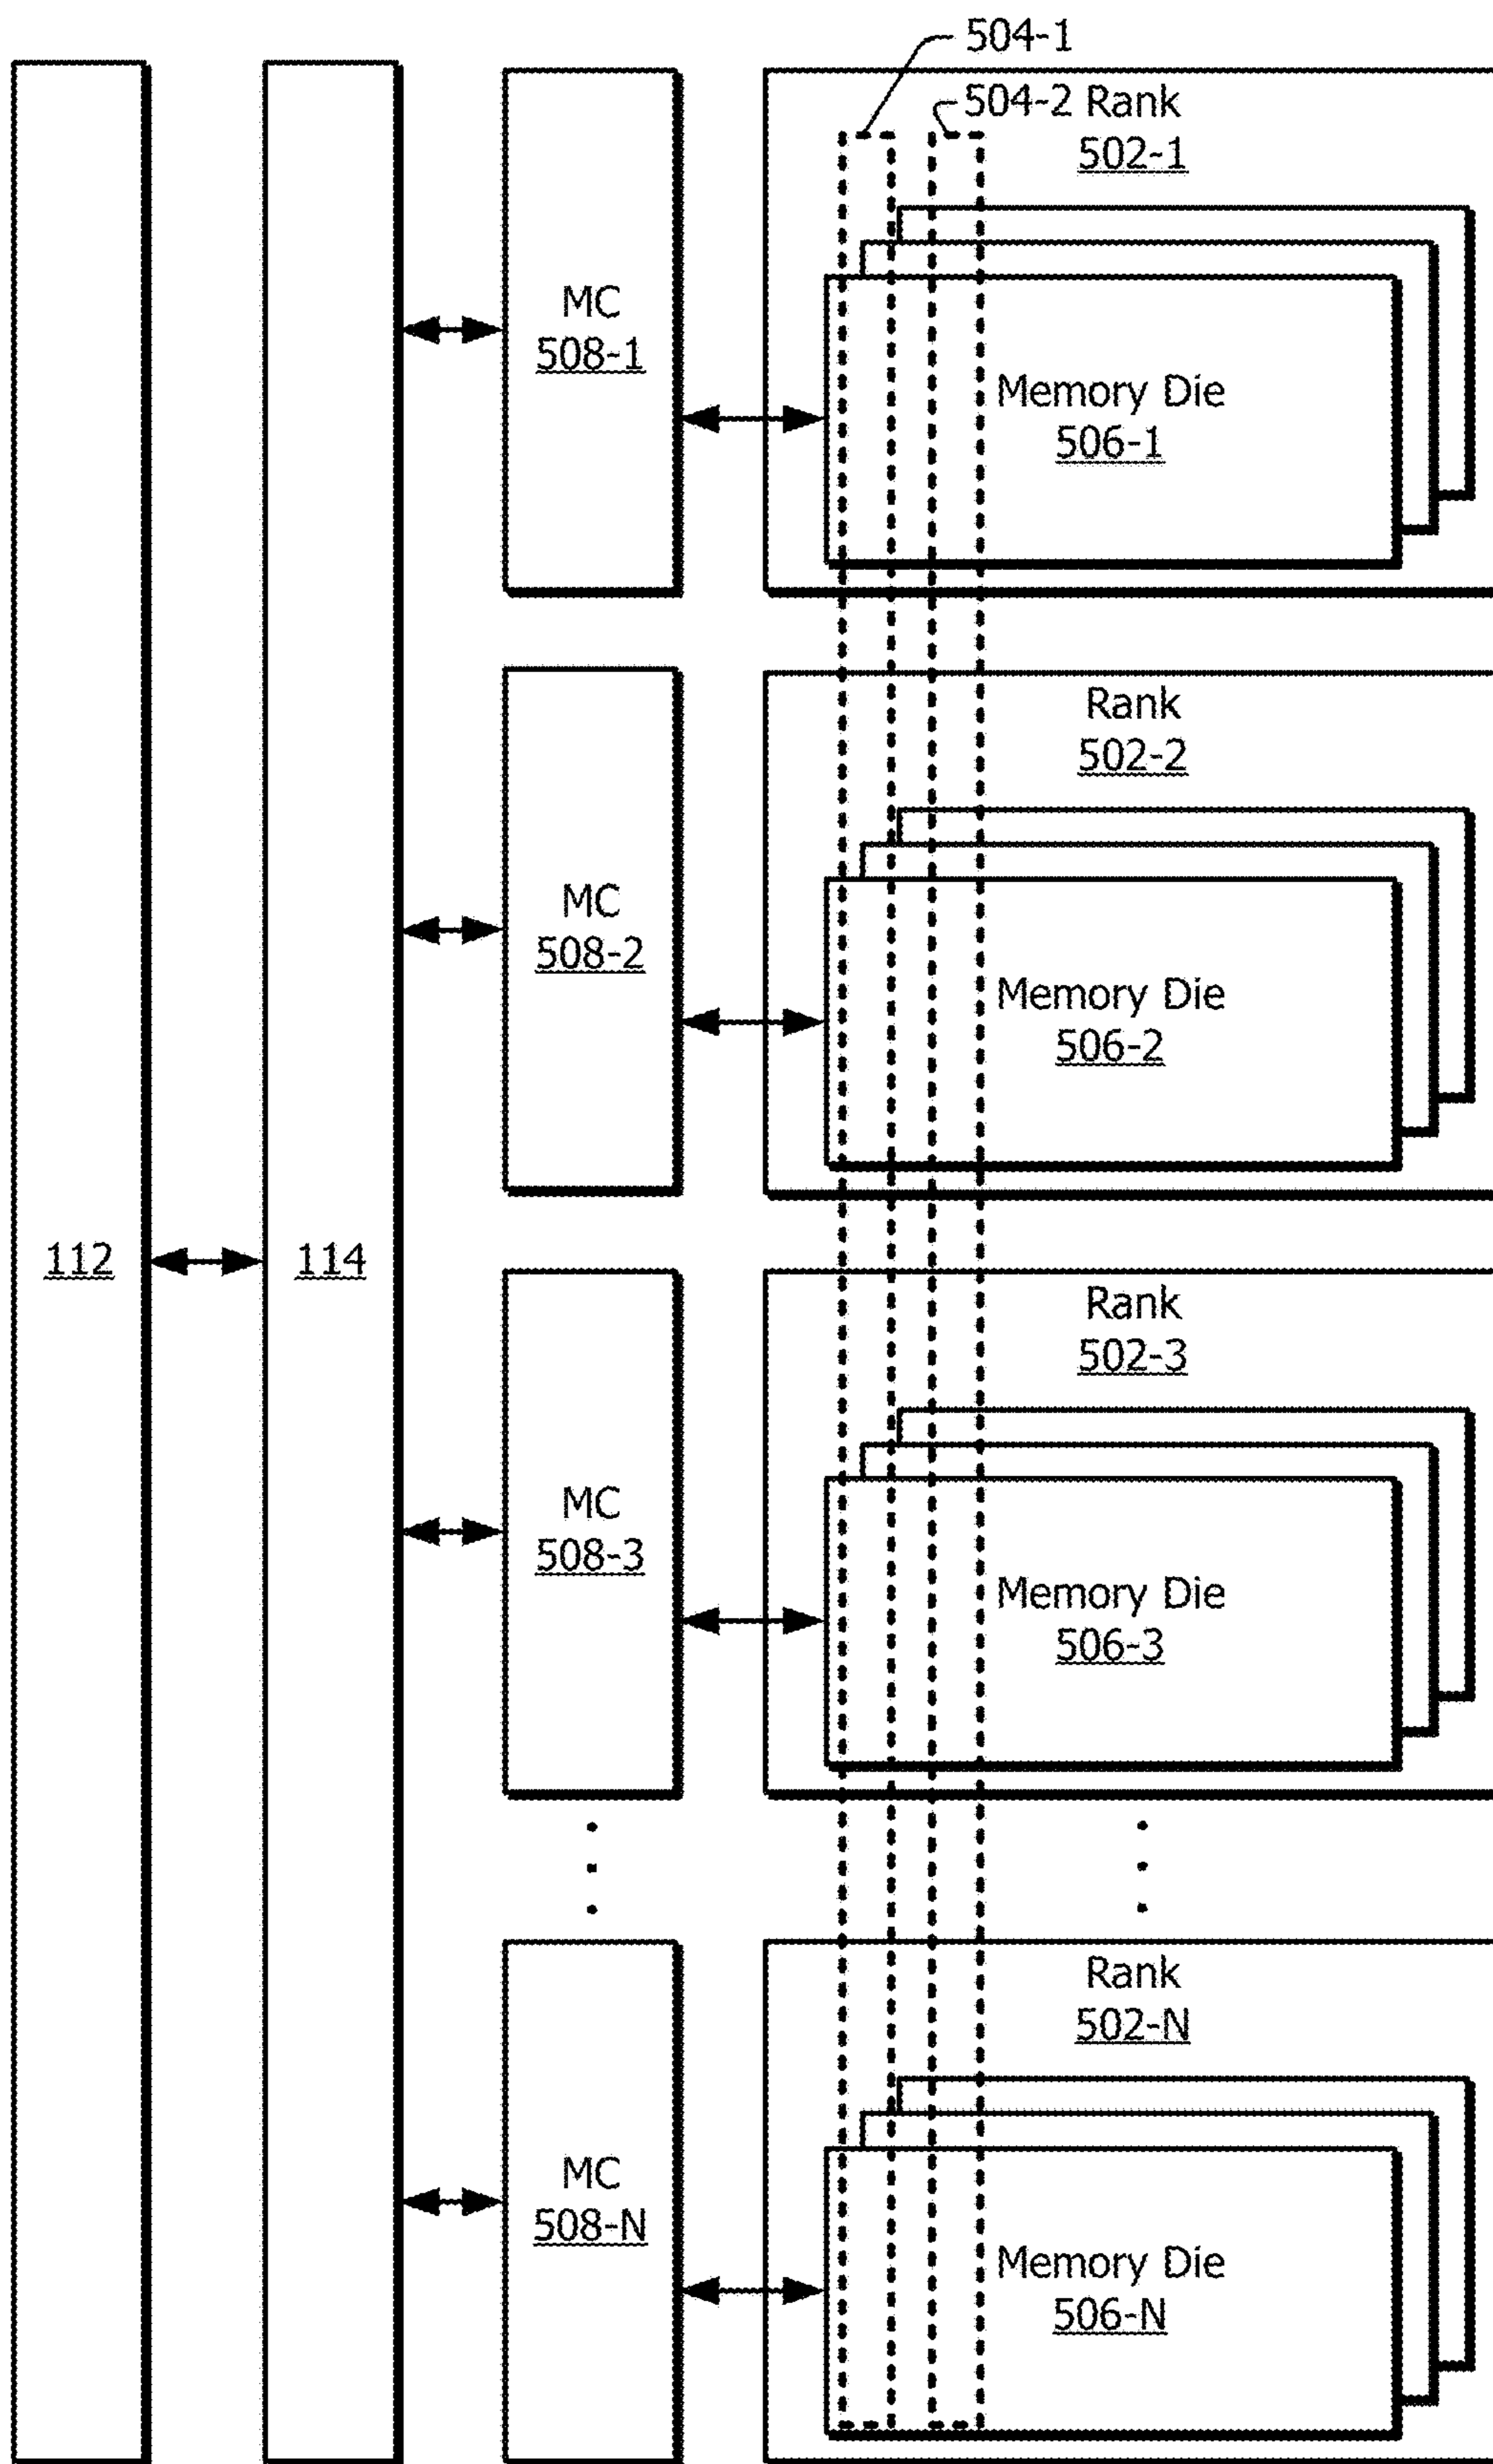 504-1
504-2 Rank
502-1
MC
508-1
Memory Die
506-1
Rank
502-2
MC
508-2
Memory Die
506-2
112
114
Rank
502-3
MC
508-3
Memory Die
506-3
Rank
502-N
MC
508-N
Memory Die
506-N